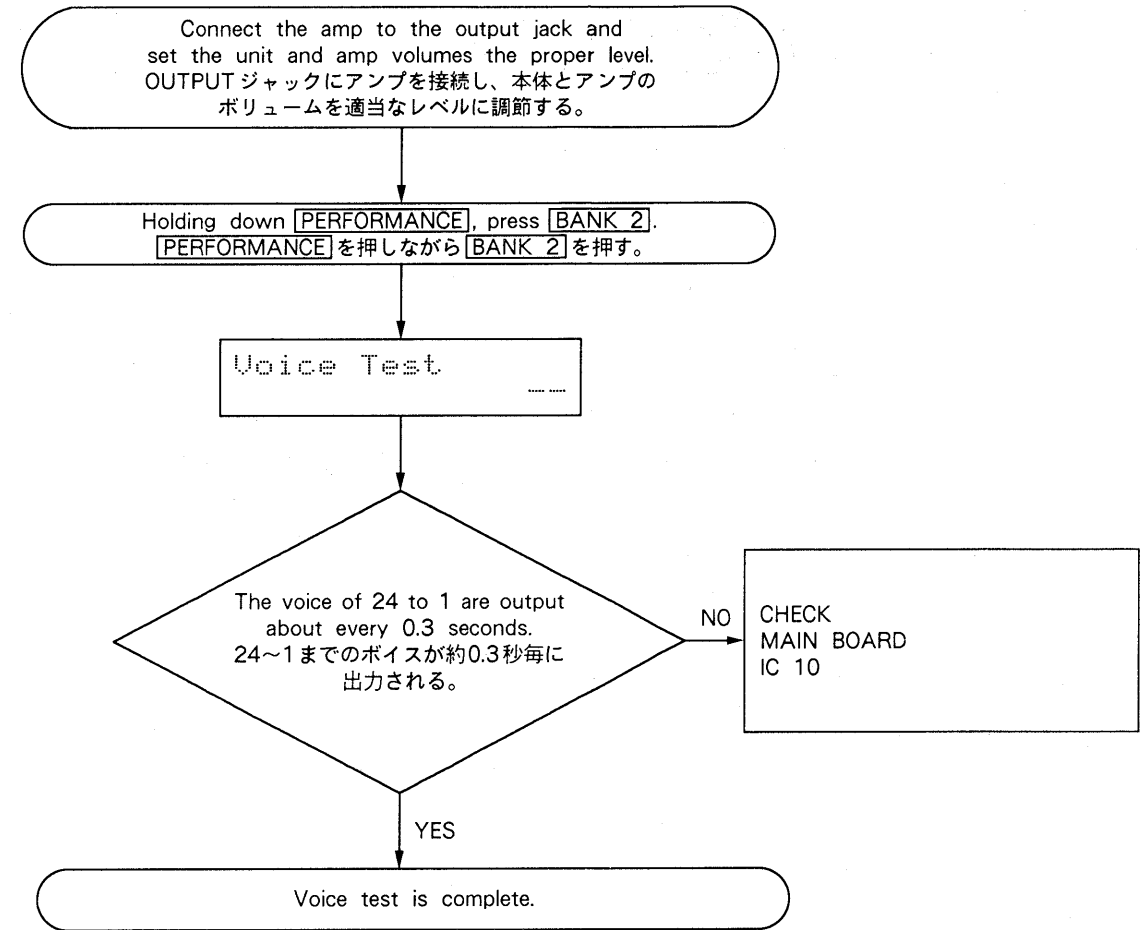 Connect the amp to the output jack and
set the unit and amp volumes the proper level.
OUTPUTジャックにアンプを接続し、本体とアンプの
ボリュームを適当なレベルに調節する。
Holding down PERFORMANCE, press BANK 2.
PERFORMANCEを押しながらBANK 2を押す。
Voice Test
The voice of 24 to 1 are output
about every 0.3 seconds.
24～1までのボイスが約0.3秒毎に
出力される。
NO
CHECK
MAIN BOARD
IC 10
YES
Voice test is complete.